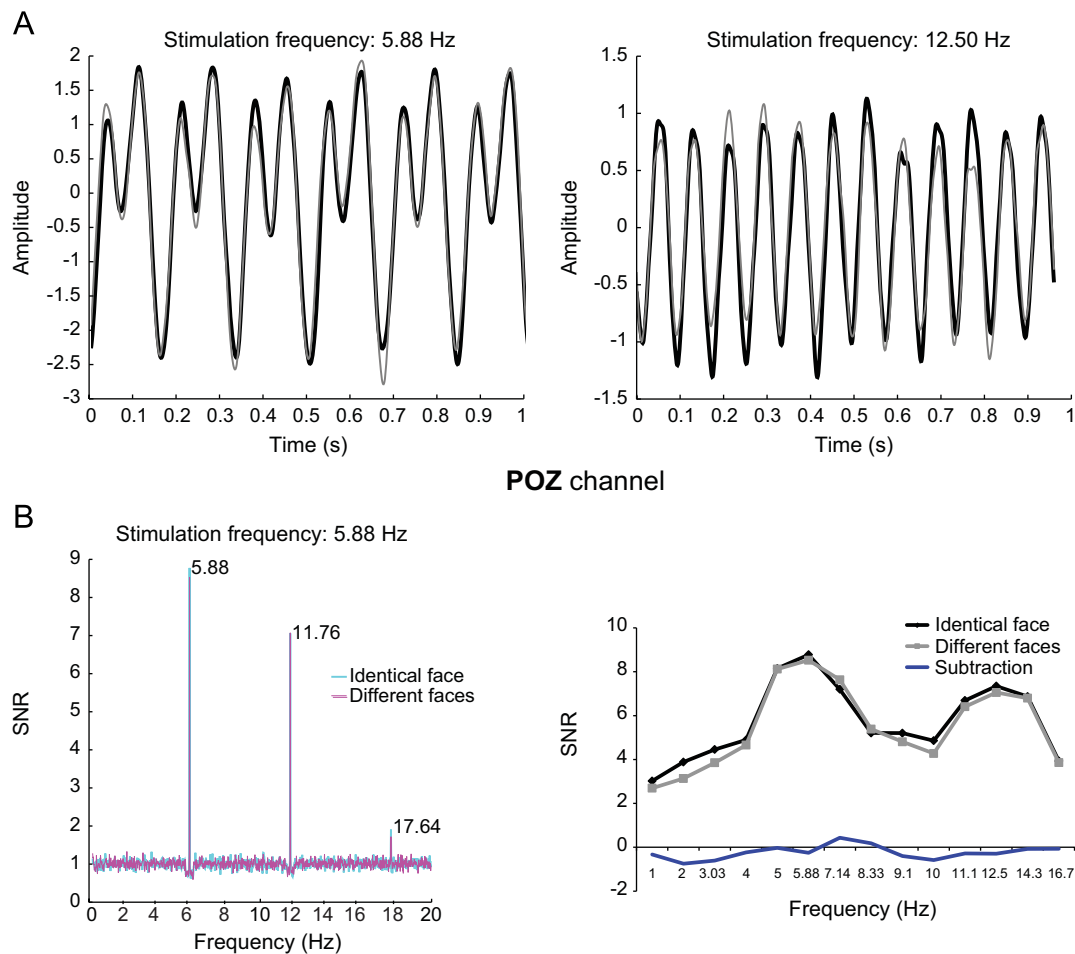 A
Stimulation frequency: 5.88 Hz
Stimulation frequency: 12.50 Hz
2
1.5
1
0.5
0
-0.5
-1
-1.5
-2
-2.5
-3
Amplitude
0 0.1 0.2 0.3 0.4 0.5 0.6 0.7 0.8 0.9 1
Time (s)
1.5
1
0.5
0
-0.5
-1
-1.5
Amplitude
0 0.1 0.2 0.3 0.4 0.5 0.6 0.7 0.8 0.9 1
Time (s)
POZ channel
B
Stimulation frequency: 5.88 Hz
9
8
7
6
5
4
3
2
1
0
SNR
5.88
11.76
17.64
Identical face
Different faces
0 2 4 6 8 10 12 14 16 18 20
Frequency (Hz)
10
8
6
4
2
0
-2
SNR
Identical face
Different faces
Subtraction
1 2 3.03 4 5 5.88 7.14 8.33 9.1 10 11.1 12.5 14.3 16.7
Frequency (Hz)